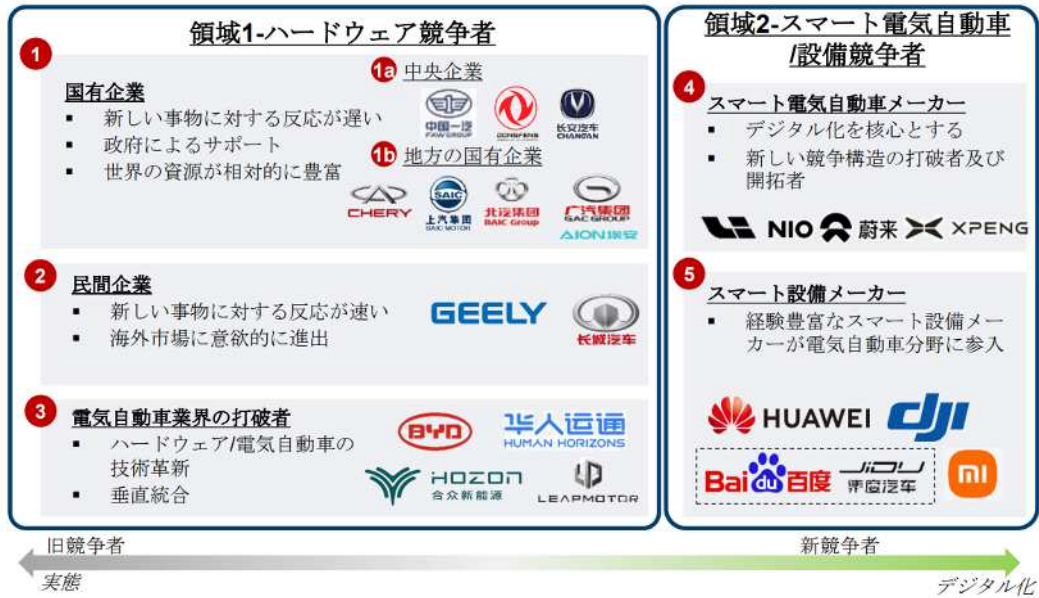 領域1-ハードウェア競争者
1
国有企業
▪ 新しい事物に対する反応が遅い
▪ 政府によるサポート
▪ 世界の資源が相対的に豊富
1a 中央企業
中国一汽
FAW GROUP
DONGFENG
长安汽车
CHANGAN
1b 地方の国有企業
CHERY
SAIC
上汽集团
SAIC MOTOR
北汽集团
BAIC Group
广汽集团
GAC GROUP
AION埃安
2
民間企業
▪ 新しい事物に対する反応が速い
▪ 海外市場に意欲的に進出
GEELY
长城汽车
3
電気自動車業界の打破者
▪ ハードウェア/電気自動車の
技術革新
▪ 垂直統合
BYD
华人运通
HUMAN HORIZONS
HOZON
合众新能源
LEAPMOTOR
領域2-スマート電気自動車
/設備競争者
4
スマート電気自動車メーカー
▪ デジタル化を核心とする
▪ 新しい競争構造の打破者及び
開拓者
NIO 蔚来 XPENG
5
スマート設備メーカー
▪ 経験豊富なスマート設備メー
カーが電気自動車分野に参入
HUAWEI dji
Bai du 百度
JiDU
集度汽车
mi
旧競争者 新競争者
実態 デジタル化